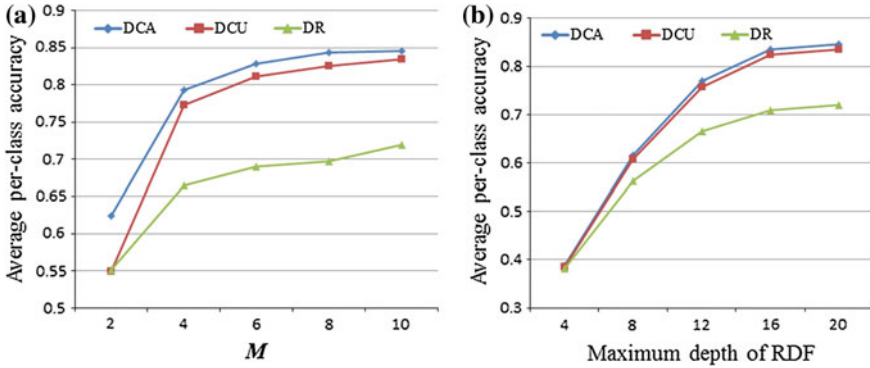 (a)
DCA DCU DR
Average per-class accuracy
0.9
0.85
0.8
0.75
0.7
0.65
0.6
0.55
0.5
2 4 6 8 10
M
(b)
DCA DCU DR
Average per-class accuracy
0.9
0.8
0.7
0.6
0.5
0.4
0.3
4 8 12 16 20
Maximum depth of RDF